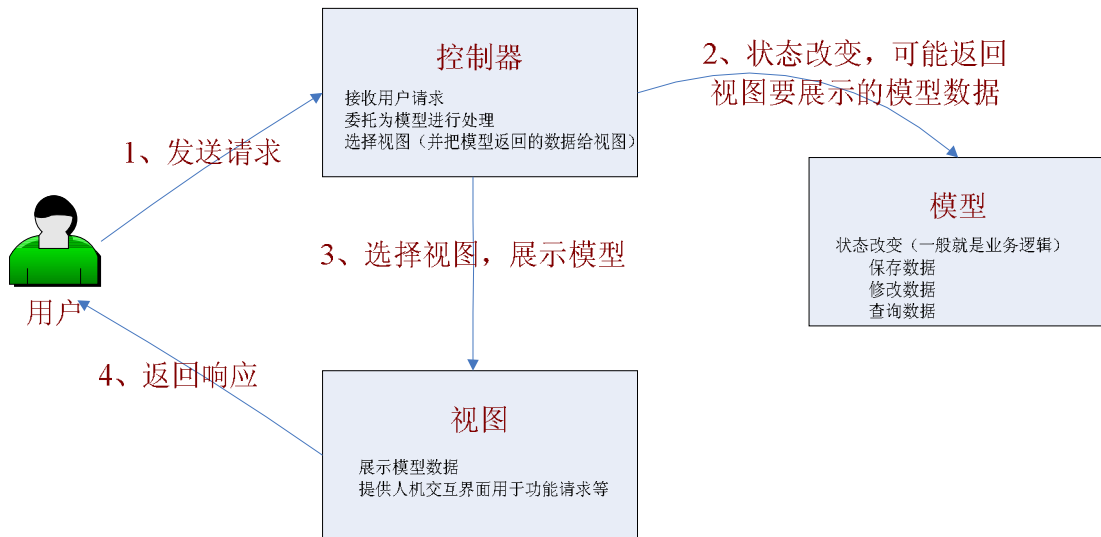 控制器
接收用户请求
委托为模型进行处理
选择视图（并把模型返回的数据给视图）
2、状态改变，可能返回
视图要展示的模型数据
1、发送请求
模型
状态改变（一般就是业务逻辑）
保存数据
修改数据
查询数据
3、选择视图，展示模型
用户
4、返回响应
视图
展示模型数据
提供人机交互界面用于功能请求等